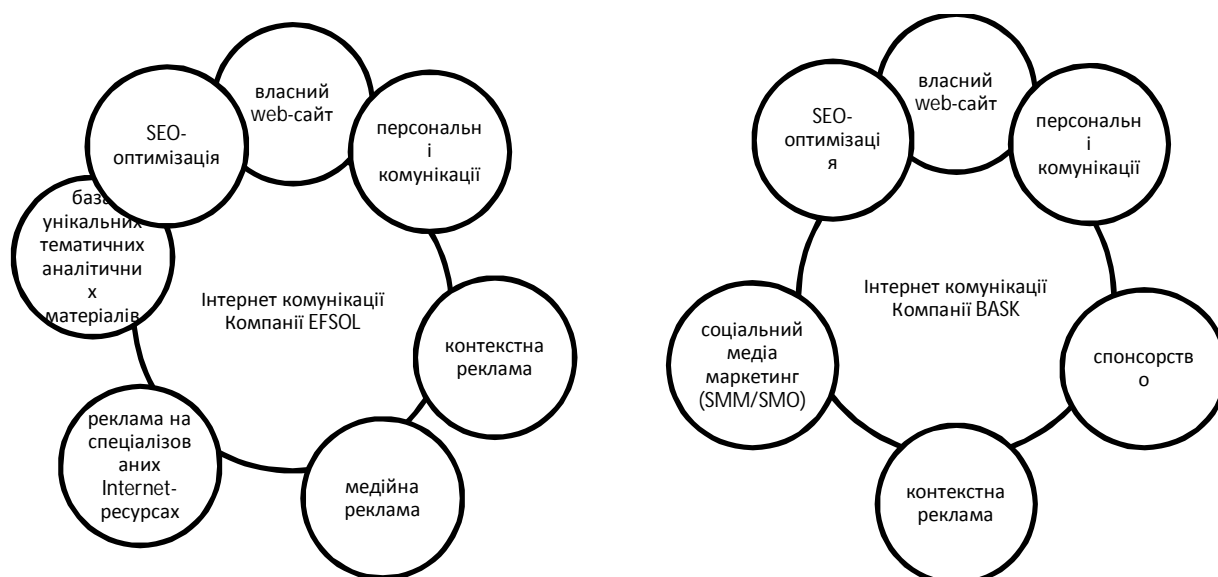 власний
web-сайт
персональн
і
комунікації
контекстна
реклама
медійна
реклама
реклама на
спеціалізов
аних
Internet-
ресурсах
база
унікальних
тематичних
аналітични
х
матеріалів
SEO-
оптимізація
Інтернет комунікації
Компанії EFSOL
власний
web-сайт
персональн
і
комунікації
спонсорств
о
контекстна
реклама
соціальний
медіа
маркетинг
(SMM/SMO)
SEO-
оптимізаці
я
Інтернет комунікації
Компанії BASK